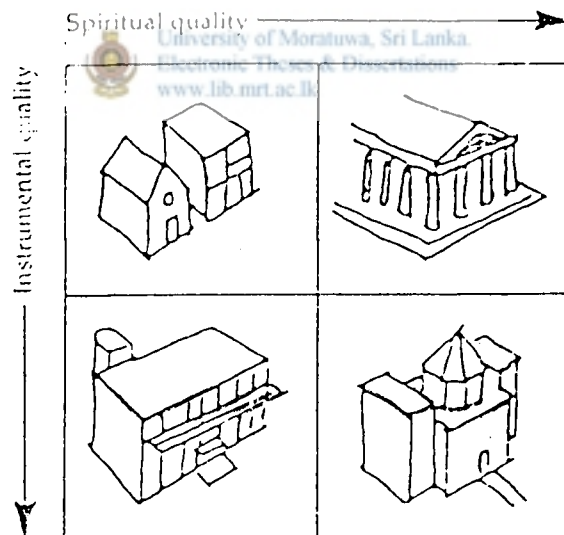 Spiritual quality
University of Moratuwa, Sri Lanka.
Electronic Theses & Dissertations
www.lib.mrt.ac.lk
Instrumental quality